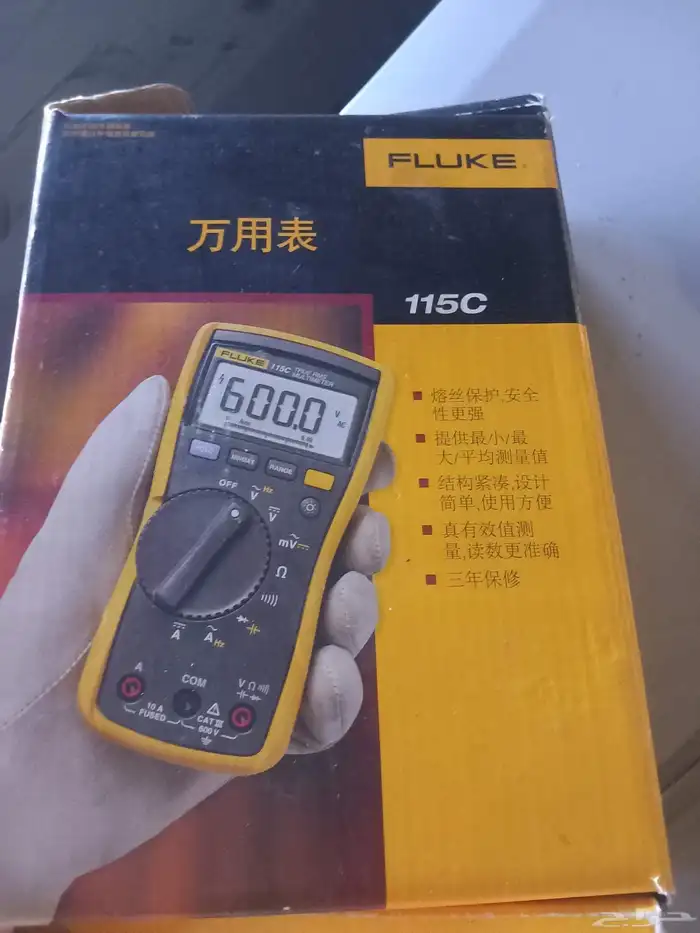 FLUKE
万用表
115C
熔丝保护,安全
性更强
提供最小/最
大/平均测量值
结构紧凑,设计
简单,使用方便
真有效值测
量,读数更准确
三年保修
FLUKE 115C TRUE RMS
MULTIMETER
600.0 V
AC
HOLD MIN MAX RANGE
OFF
Ṽ Hz
V
mV
Ω
A
A Hz
A COM V Ω
10 A
FUSED
CAT III
600 V
حراج